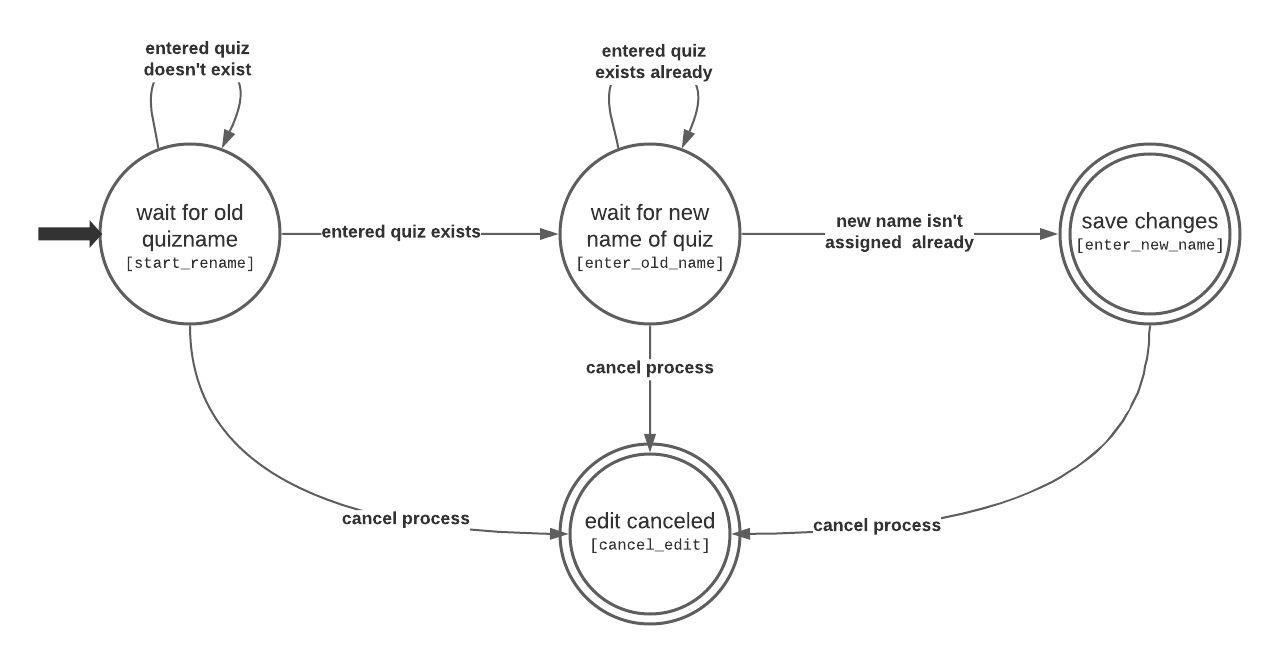 entered quiz
doesn't exist
entered quiz
exists already
wait for old
quizname
[start_rename]
entered quiz exists
wait for new
name of quiz
[enter_old_name]
new name isn't
assigned  already
save changes
[enter_new_name]
cancel process
cancel process
cancel process
edit canceled
[cancel_edit]